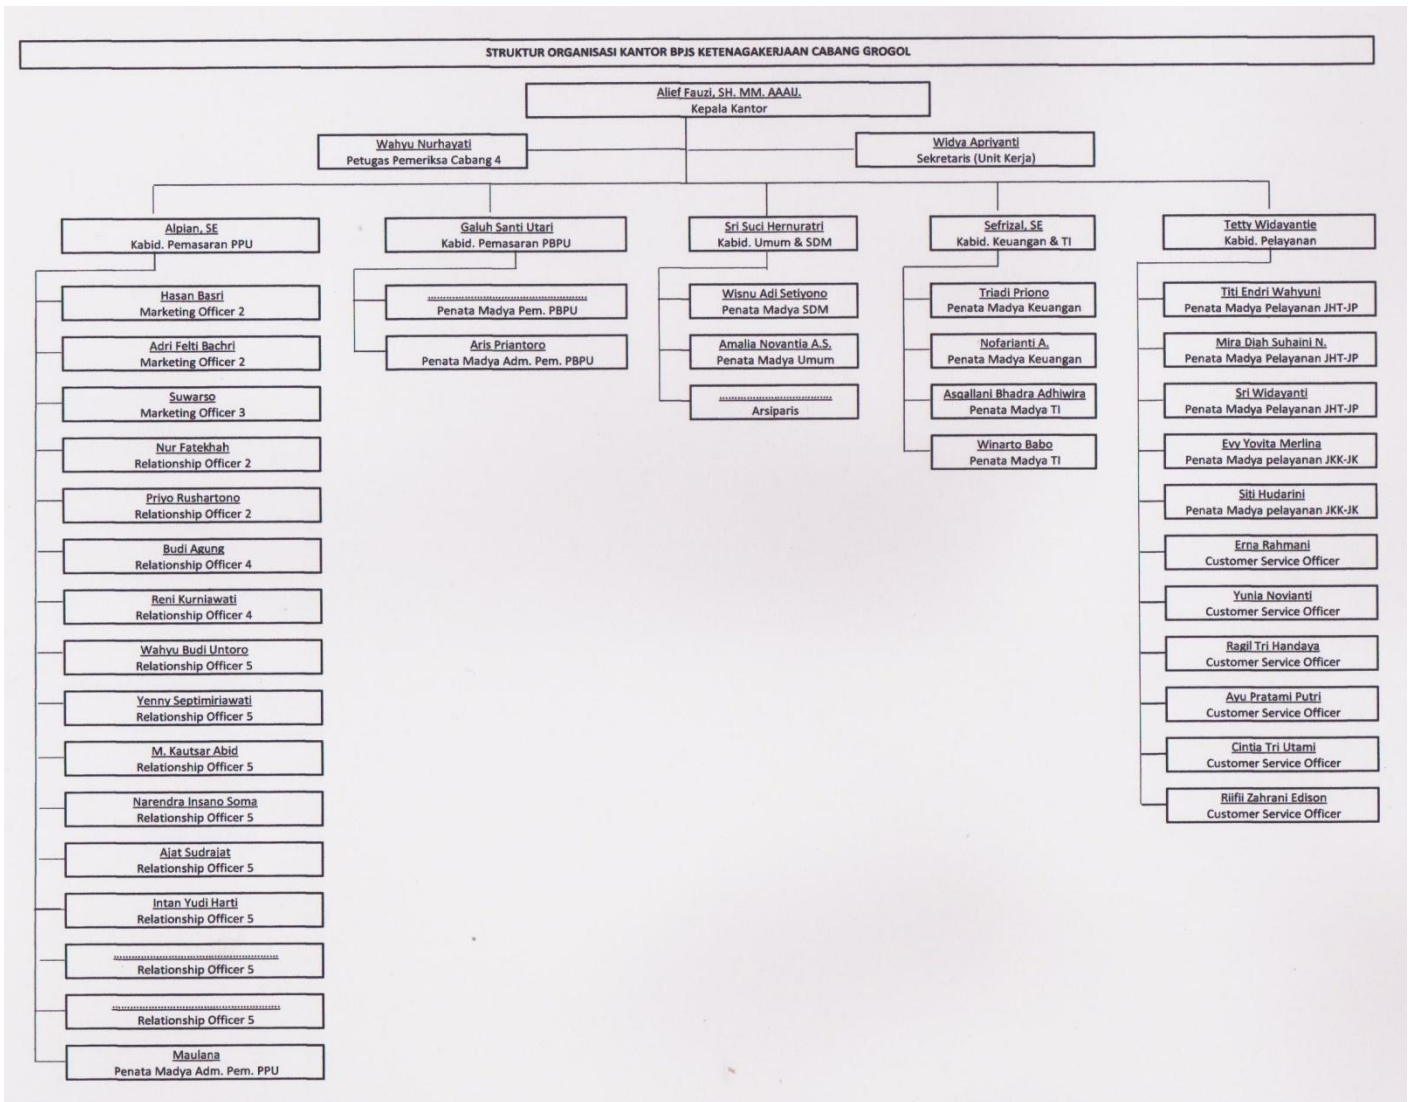 STRUKTUR ORGANISASI KANTOR BPJS KETENAGAKERJAAN CABANG GROGOL
Alief Fauzi, SH. MM. AAAIJ.
Kepala Kantor
Wahyu Nurhayati
Petugas Pemeriksa Cabang 4
Widya Apriyanti
Sekretaris (Unit Kerja)
Alpian, SE
Kabid. Pemasaran PPU
Hasan Basri
Marketing Officer 2
Adri Felti Bachri
Marketing Officer 2
Suwarso
Marketing Officer 3
Nur Fatekhah
Relationship Officer 2
Priyo Rushartono
Relationship Officer 2
Budi Agung
Relationship Officer 4
Reni Kurniawati
Relationship Officer 4
Wahyu Budi Untoro
Relationship Officer 5
Yenny Septimiriawati
Relationship Officer 5
M. Kautsar Abid
Relationship Officer 5
Narendra Insano Soma
Relationship Officer 5
Ajat Sudrajat
Relationship Officer 5
Intan Yudi Harti
Relationship Officer 5
Relationship Officer 5
Relationship Officer 5
Maulana
Penata Madya Adm. Pem. PPU
Galuh Santi Utari
Kabid. Pemasaran PBPU
Penata Madya Pem. PBPU
Aris Priantoro
Penata Madya Adm. Pem. PBPU
Sri Suci Hernuratri
Kabid. Umum & SDM
Wisnu Adi Setiyono
Penata Madya SDM
Amalia Novantia A.S.
Penata Madya Umum
Arsiparis
Sefrizal, SE
Kabid. Keuangan & TI
Triadi Priono
Penata Madya Keuangan
Nofarianti A.
Penata Madya Keuangan
Asqallani Bhadra Adhiwira
Penata Madya TI
Winarto Babo
Penata Madya TI
Tetty Widayantie
Kabid. Pelayanan
Titi Endri Wahyuni
Penata Madya Pelayanan JHT-JP
Mira Diah Suhaini N.
Penata Madya Pelayanan JHT-JP
Sri Widayanti
Penata Madya Pelayanan JHT-JP
Evy Yovita Merlina
Penata Madya pelayanan JKK-JK
Siti Hudarini
Penata Madya pelayanan JKK-JK
Erna Rahmani
Customer Service Officer
Yunia Novianti
Customer Service Officer
Ragil Tri Handaya
Customer Service Officer
Ayu Pratami Putri
Customer Service Officer
Cintia Tri Utami
Customer Service Officer
Riifii Zahrani Edison
Customer Service Officer